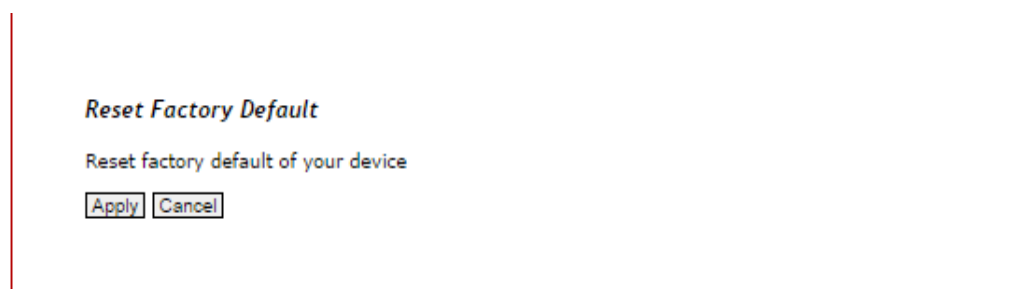 Reset Factory Default
Reset factory default of your device
Apply Cancel